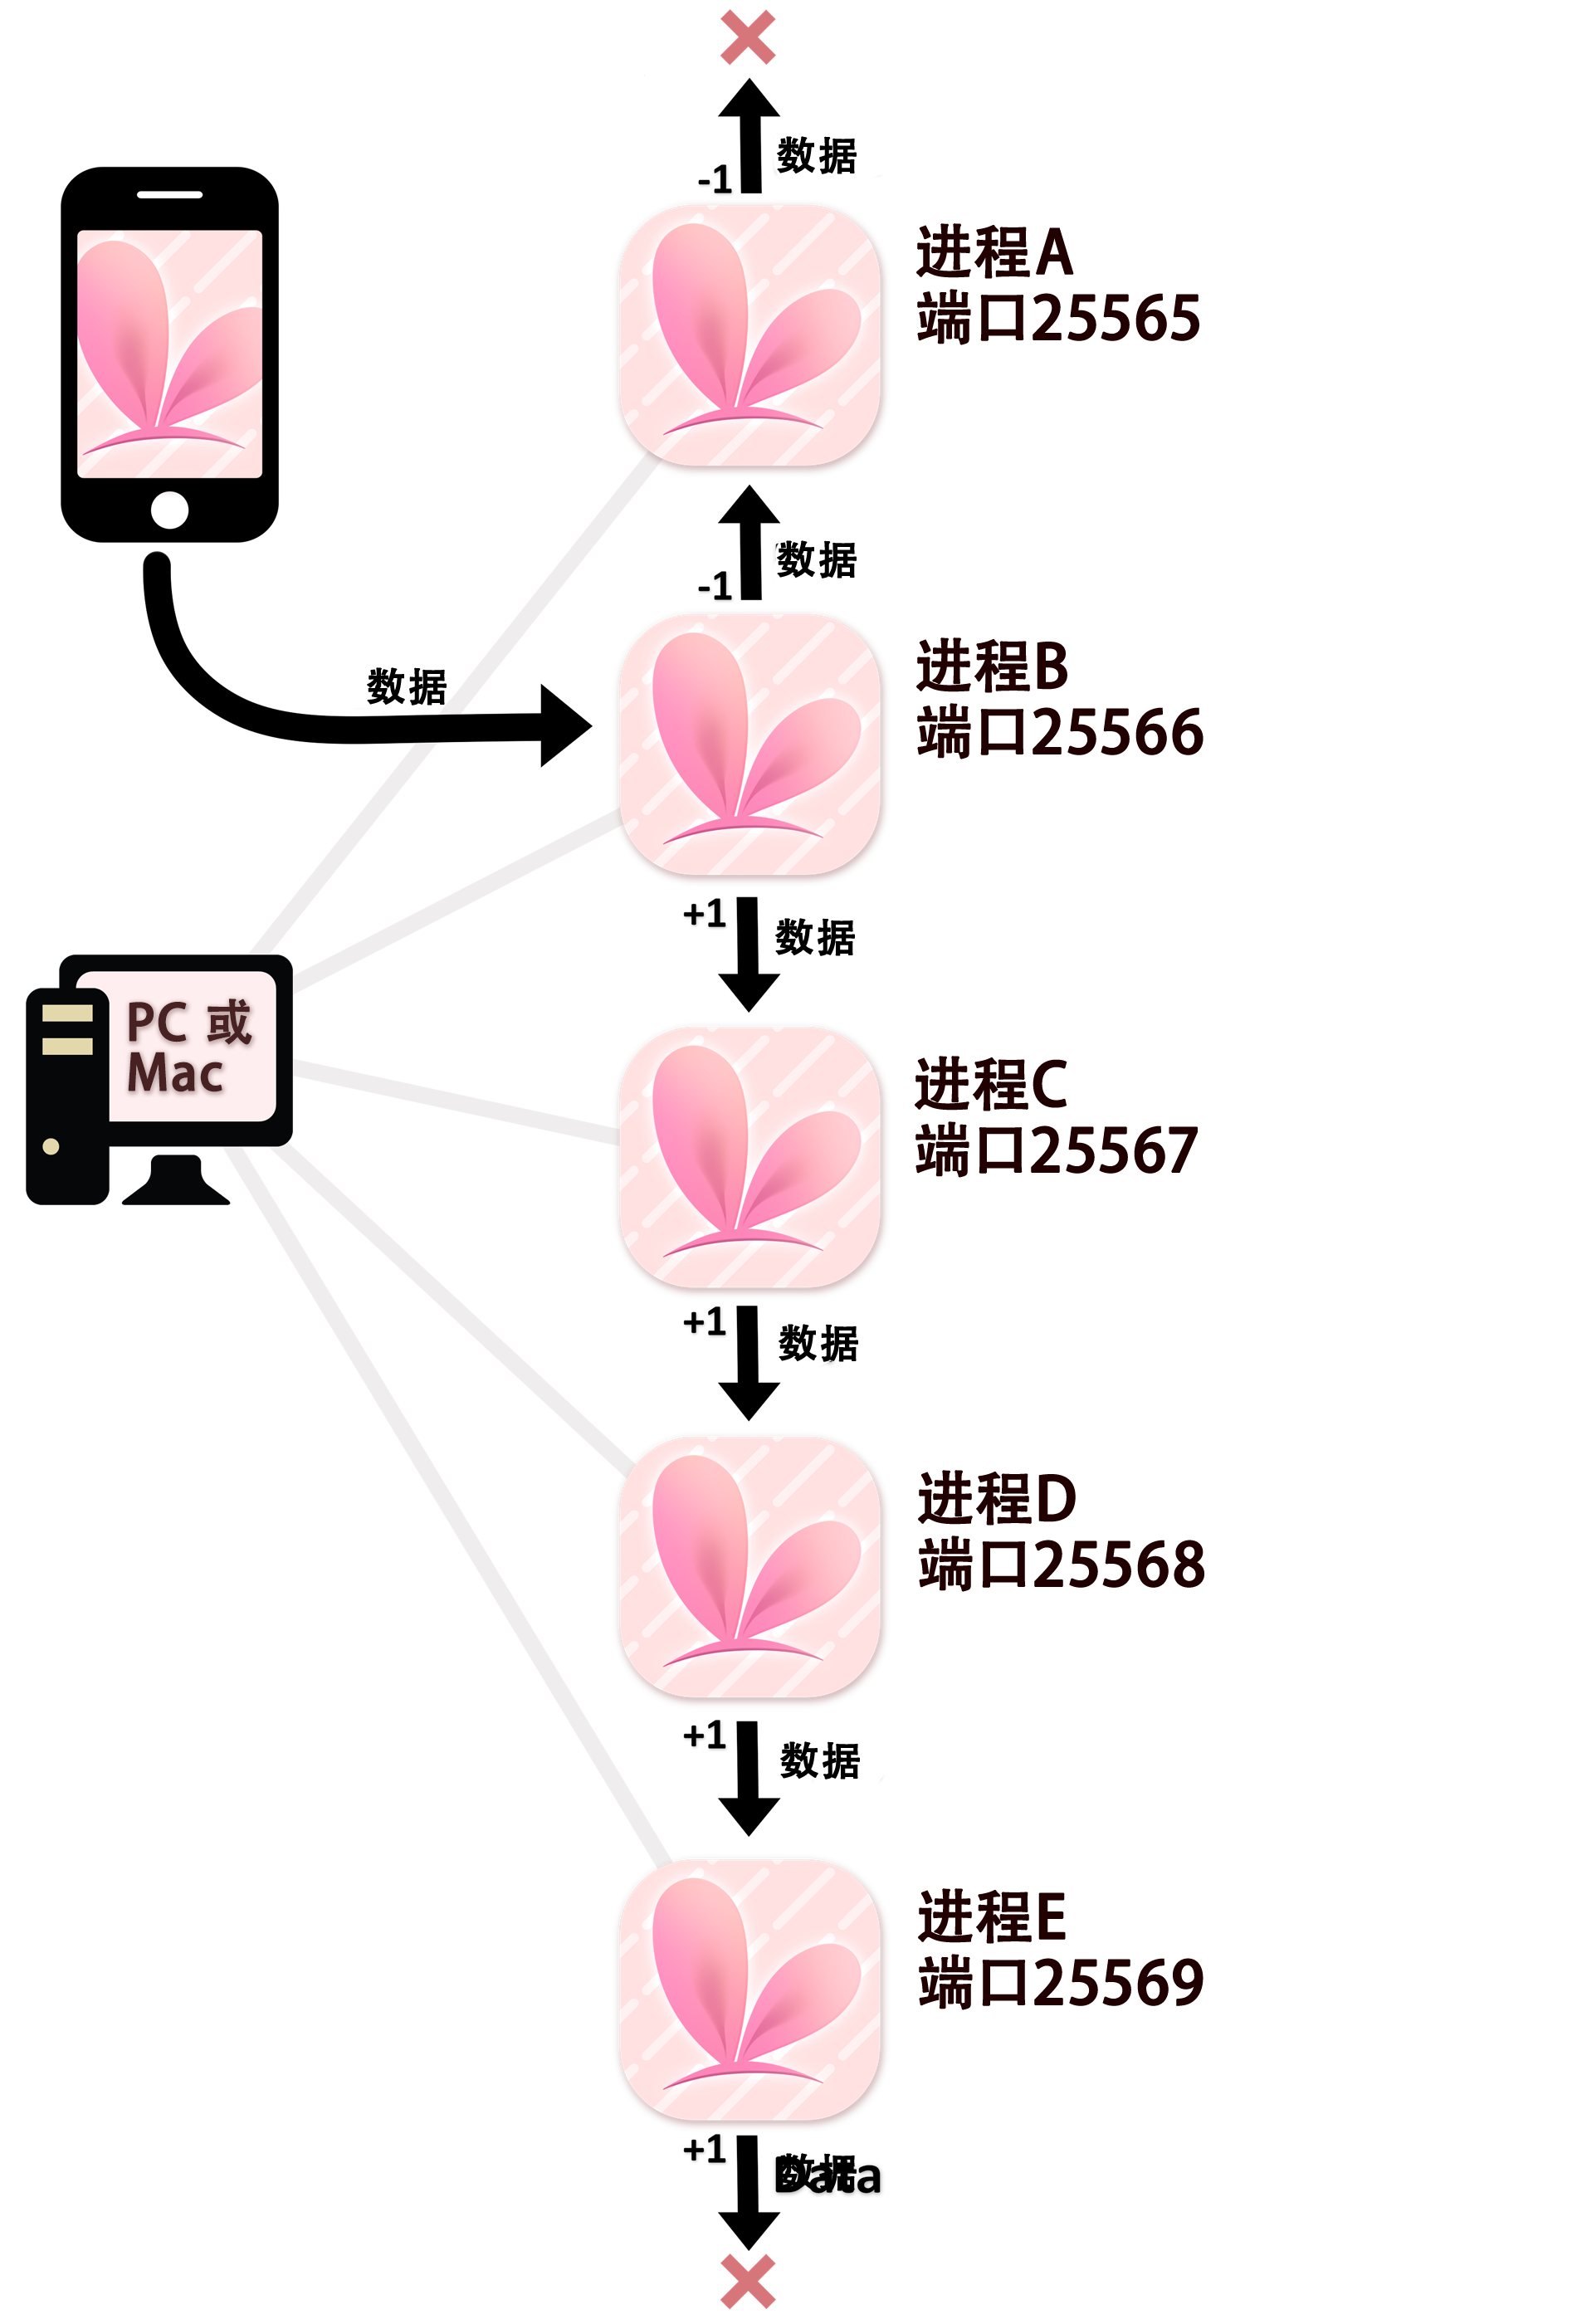 数据
-1
进程A
端口25565
数据
-1
进程B
端口25566
数据
+1
数据
PC 或
Mac
进程C
端口25567
+1
数据
进程D
端口25568
+1
数据
进程E
端口25569
+1
数据
Data